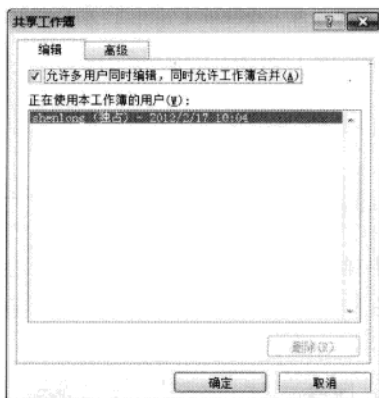 共享工作簿
编辑 高级
允许多用户同时编辑，同时允许工作簿合并(A)
正在使用本工作簿的用户(W)：
shenlong (独占) - 2012/2/17 10:04
删除(R)
确定 取消